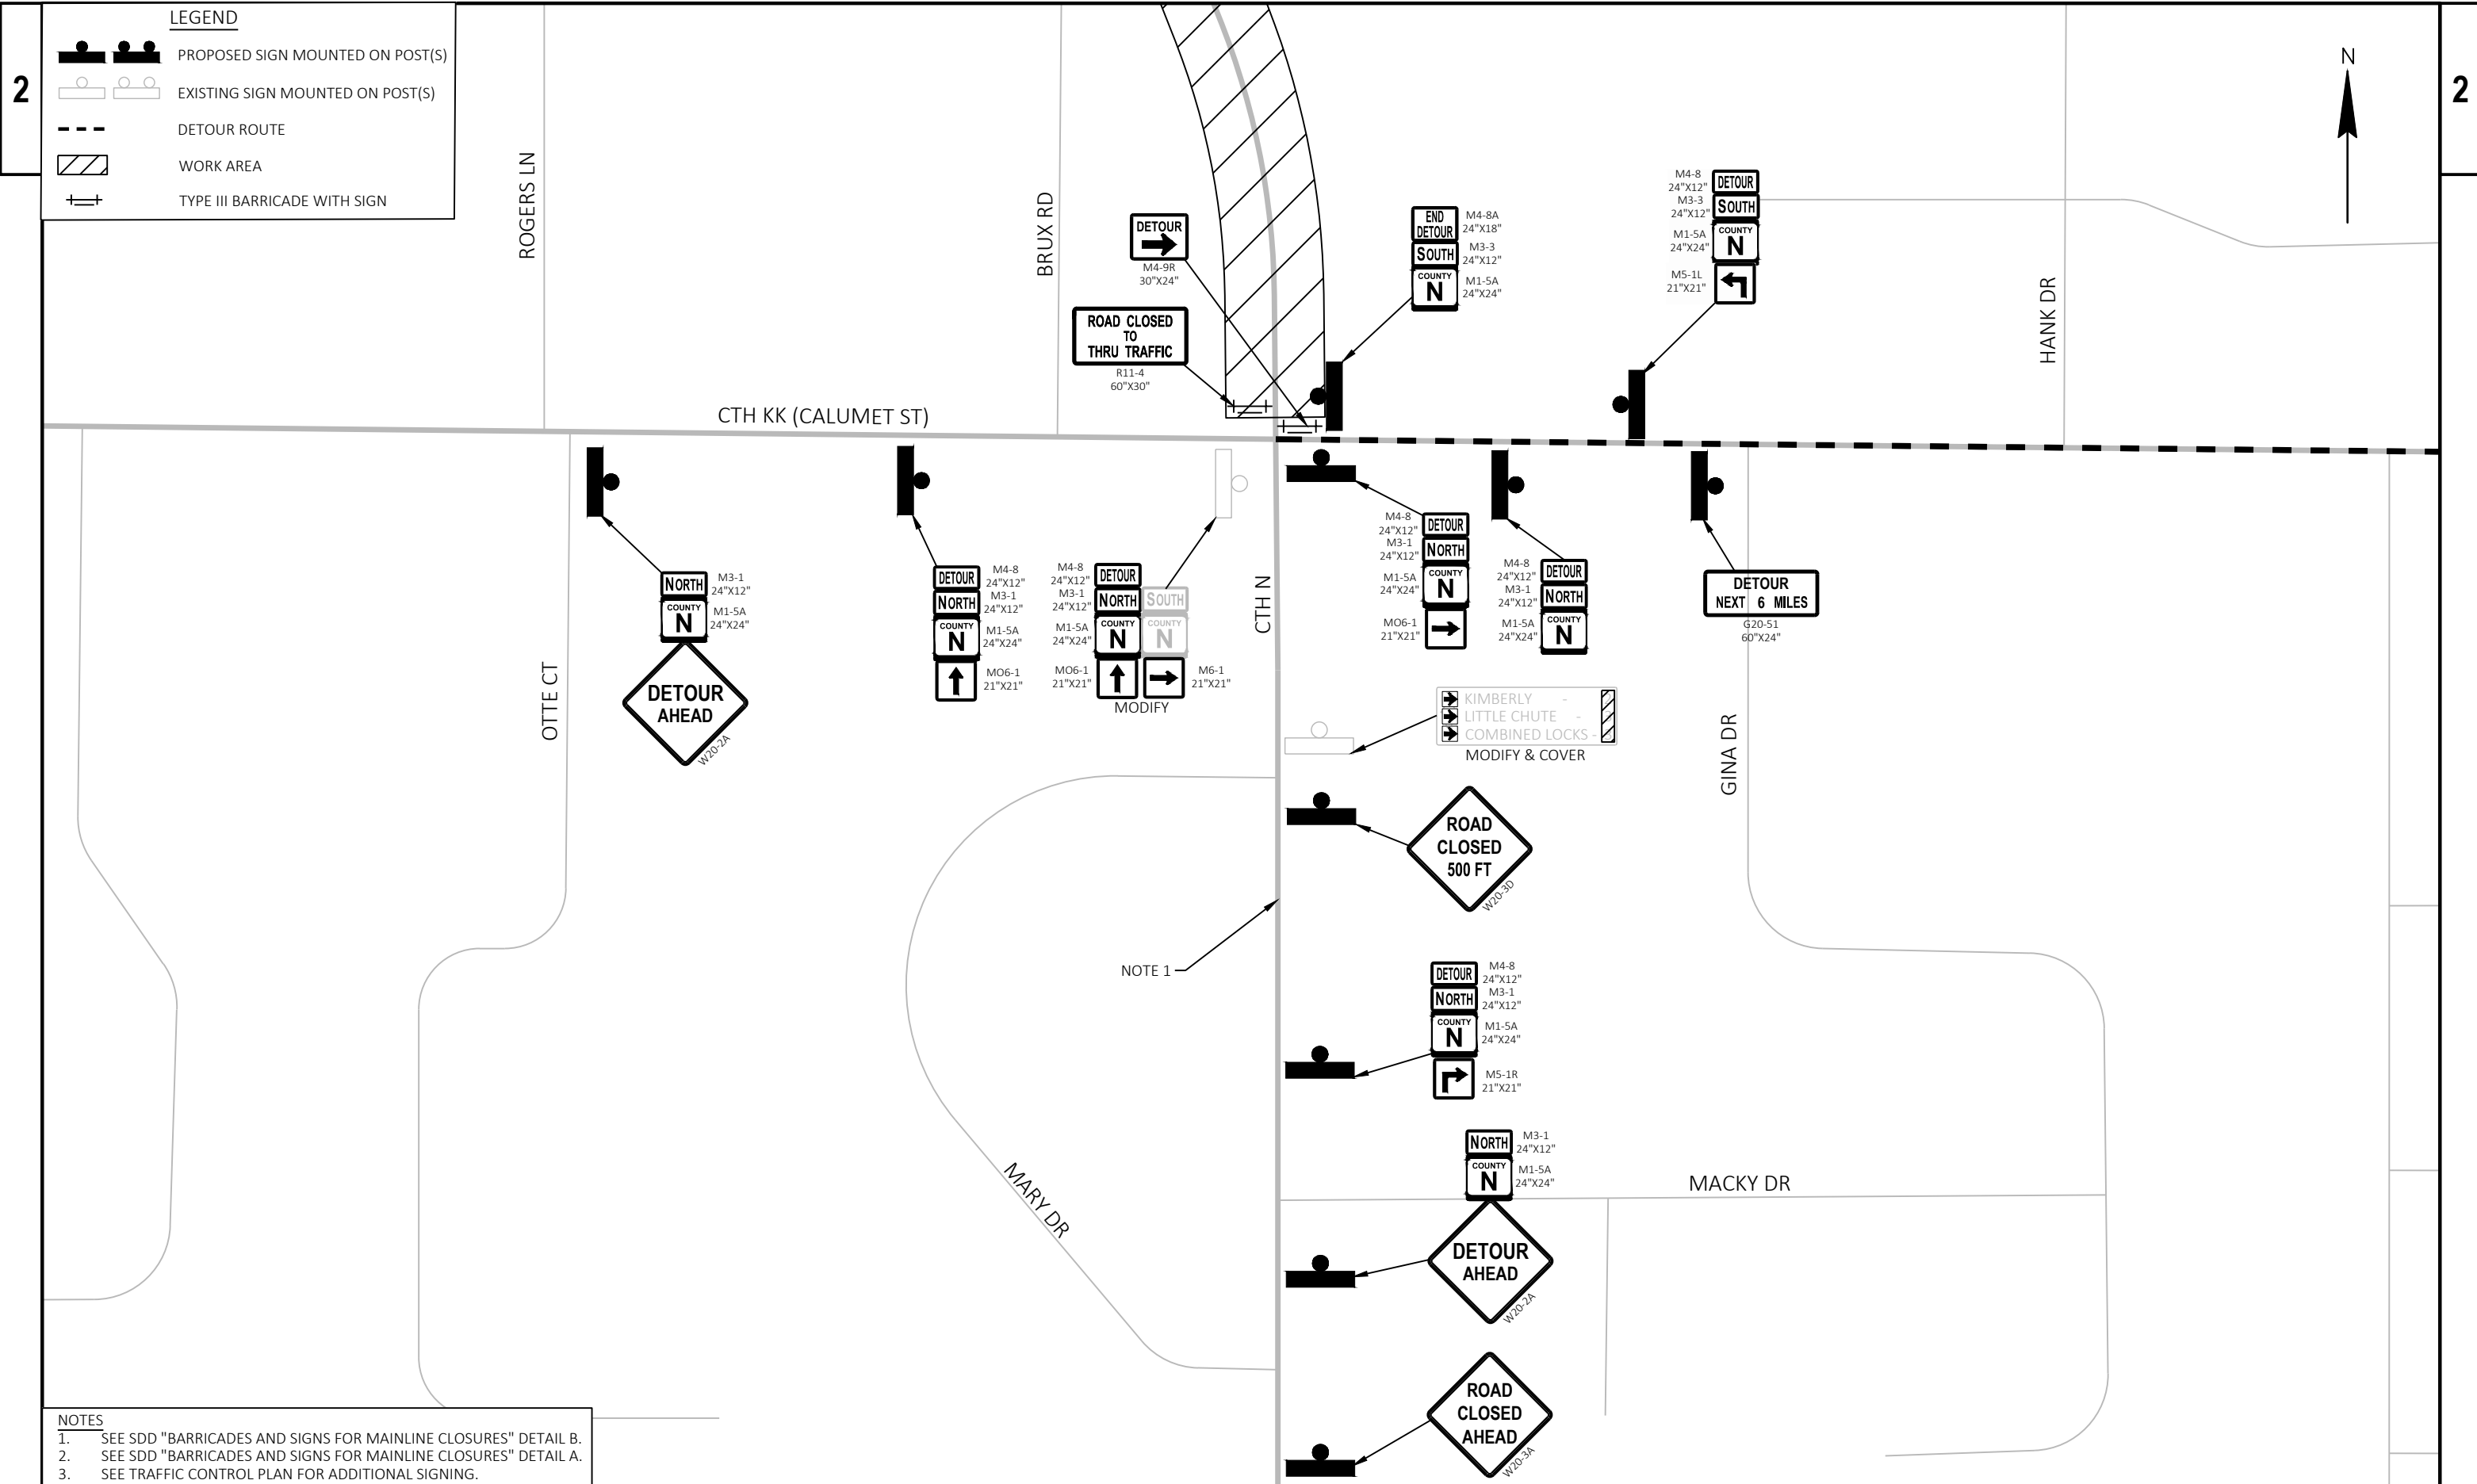 LEGEND
PROPOSED SIGN MOUNTED ON POST(S)
EXISTING SIGN MOUNTED ON POST(S)
DETOUR ROUTE
WORK AREA
TYPE III BARRICADE WITH SIGN
2
2
N
ROGERS LN
BRUX RD
HANK DR
DETOUR
M4-9R
30"X24"
ROAD CLOSED
TO
THRU TRAFFIC
R11-4
60"X30"
END
DETOUR
SOUTH
COUNTY
N
M4-8A
24"X18"
M3-3
24"X12"
M1-5A
24"X24"
M4-8
24"X12"
M3-3
24"X12"
M1-5A
24"X24"
M5-1L
21"X21"
DETOUR
SOUTH
COUNTY
N
CTH KK (CALUMET ST)
OTTE CT
NORTH
COUNTY
N
M3-1
24"X12"
M1-5A
24"X24"
DETOUR
AHEAD
W20-2A
DETOUR
NORTH
COUNTY
N
M4-8
24"X12"
M3-1
24"X12"
M1-5A
24"X24"
MO6-1
21"X21"
M4-8
24"X12"
M3-1
24"X12"
M1-5A
24"X24"
MO6-1
21"X21"
DETOUR
NORTH
COUNTY
N
SOUTH
COUNTY
N
M6-1
21"X21"
MODIFY
CTH N
M4-8
24"X12"
M3-1
24"X12"
M1-5A
24"X24"
MO6-1
21"X21"
DETOUR
NORTH
COUNTY
N
M4-8
24"X12"
M3-1
24"X12"
M1-5A
24"X24"
DETOUR
NORTH
COUNTY
N
DETOUR
NEXT 6 MILES
G20-51
60"X24"
GINA DR
KIMBERLY -
LITTLE CHUTE -
COMBINED LOCKS -
MODIFY & COVER
ROAD
CLOSED
500 FT
W20-3D
NOTE 1
DETOUR
NORTH
COUNTY
N
M4-8
24"X12"
M3-1
24"X12"
M1-5A
24"X24"
M5-1R
21"X21"
MARY DR
MACKY DR
NORTH
COUNTY
N
M3-1
24"X12"
M1-5A
24"X24"
DETOUR
AHEAD
W20-2A
ROAD
CLOSED
AHEAD
W20-3A
NOTES
1. SEE SDD "BARRICADES AND SIGNS FOR MAINLINE CLOSURES" DETAIL B.
2. SEE SDD "BARRICADES AND SIGNS FOR MAINLINE CLOSURES" DETAIL A.
3. SEE TRAFFIC CONTROL PLAN FOR ADDITIONAL SIGNING.